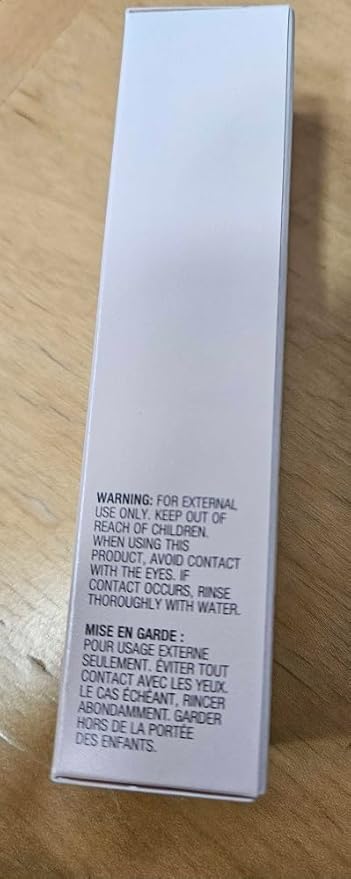 WARNING: FOR EXTERNAL
USE ONLY. KEEP OUT OF
REACH OF CHILDREN.
WHEN USING THIS
PRODUCT, AVOID CONTACT
WITH THE EYES. IF
CONTACT OCCURS, RINSE
THOROUGHLY WITH WATER.
MISE EN GARDE :
POUR USAGE EXTERNE
SEULEMENT. ÉVITER TOUT
CONTACT AVEC LES YEUX.
LE CAS ÉCHÉANT, RINCER
ABONDAMMENT. GARDER
HORS DE LA PORTÉE
DES ENFANTS.